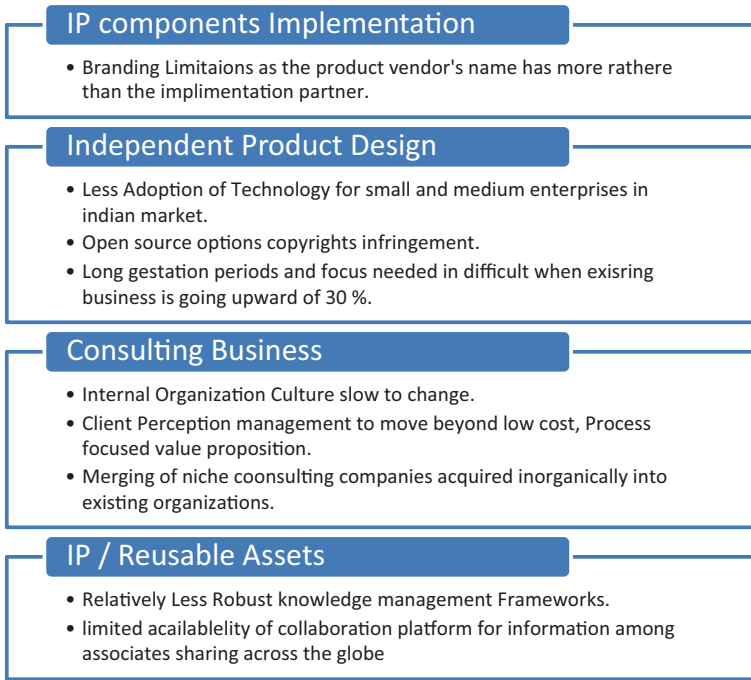 IP components Implementation
• Branding Limitaions as the product vendor's name has more rathere
than the implimentation partner.
Independent Product Design
• Less Adoption of Technology for small and medium enterprises in
indian market.
• Open source options copyrights infringement.
• Long gestation periods and focus needed in difficult when exisring
business is going upward of 30 %.
Consulting Business
• Internal Organization Culture slow to change.
• Client Perception management to move beyond low cost, Process
focused value proposition.
• Merging of niche coonsulting companies acquired inorganically into
existing organizations.
IP / Reusable Assets
• Relatively Less Robust knowledge management Frameworks.
• limited acailablelity of collaboration platform for information among
associates sharing across the globe